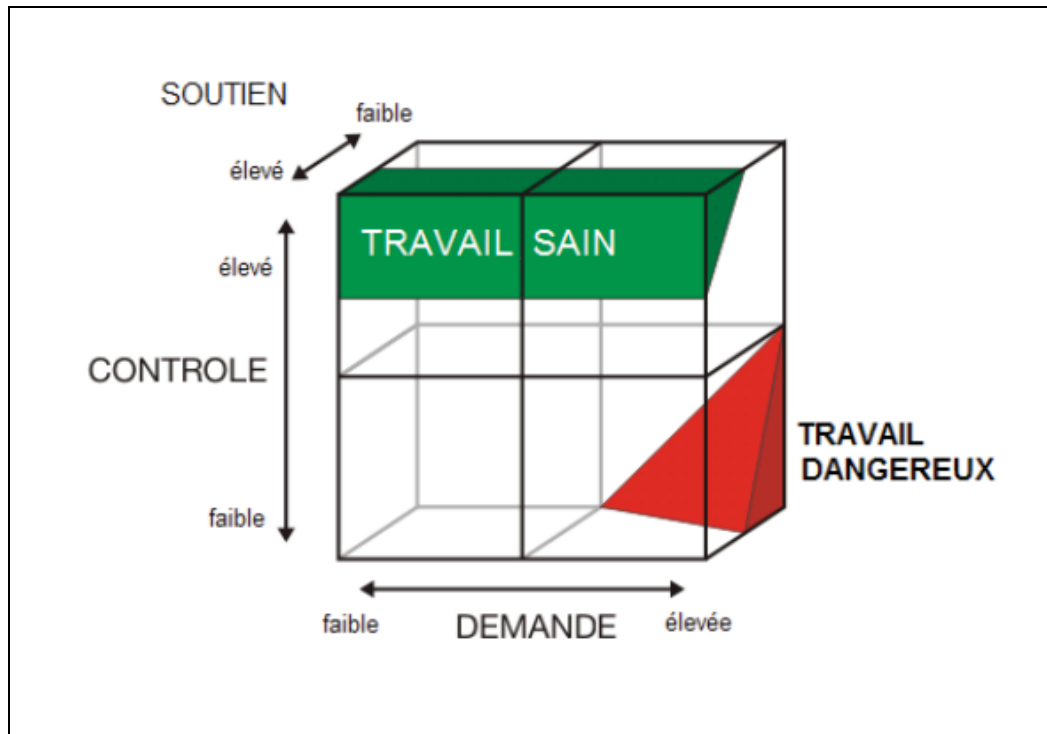 SOUTIEN
faible
élevé
élevé
TRAVAIL SAIN
CONTROLE
TRAVAIL
DANGEREUX
faible
faible
DEMANDE
élevée